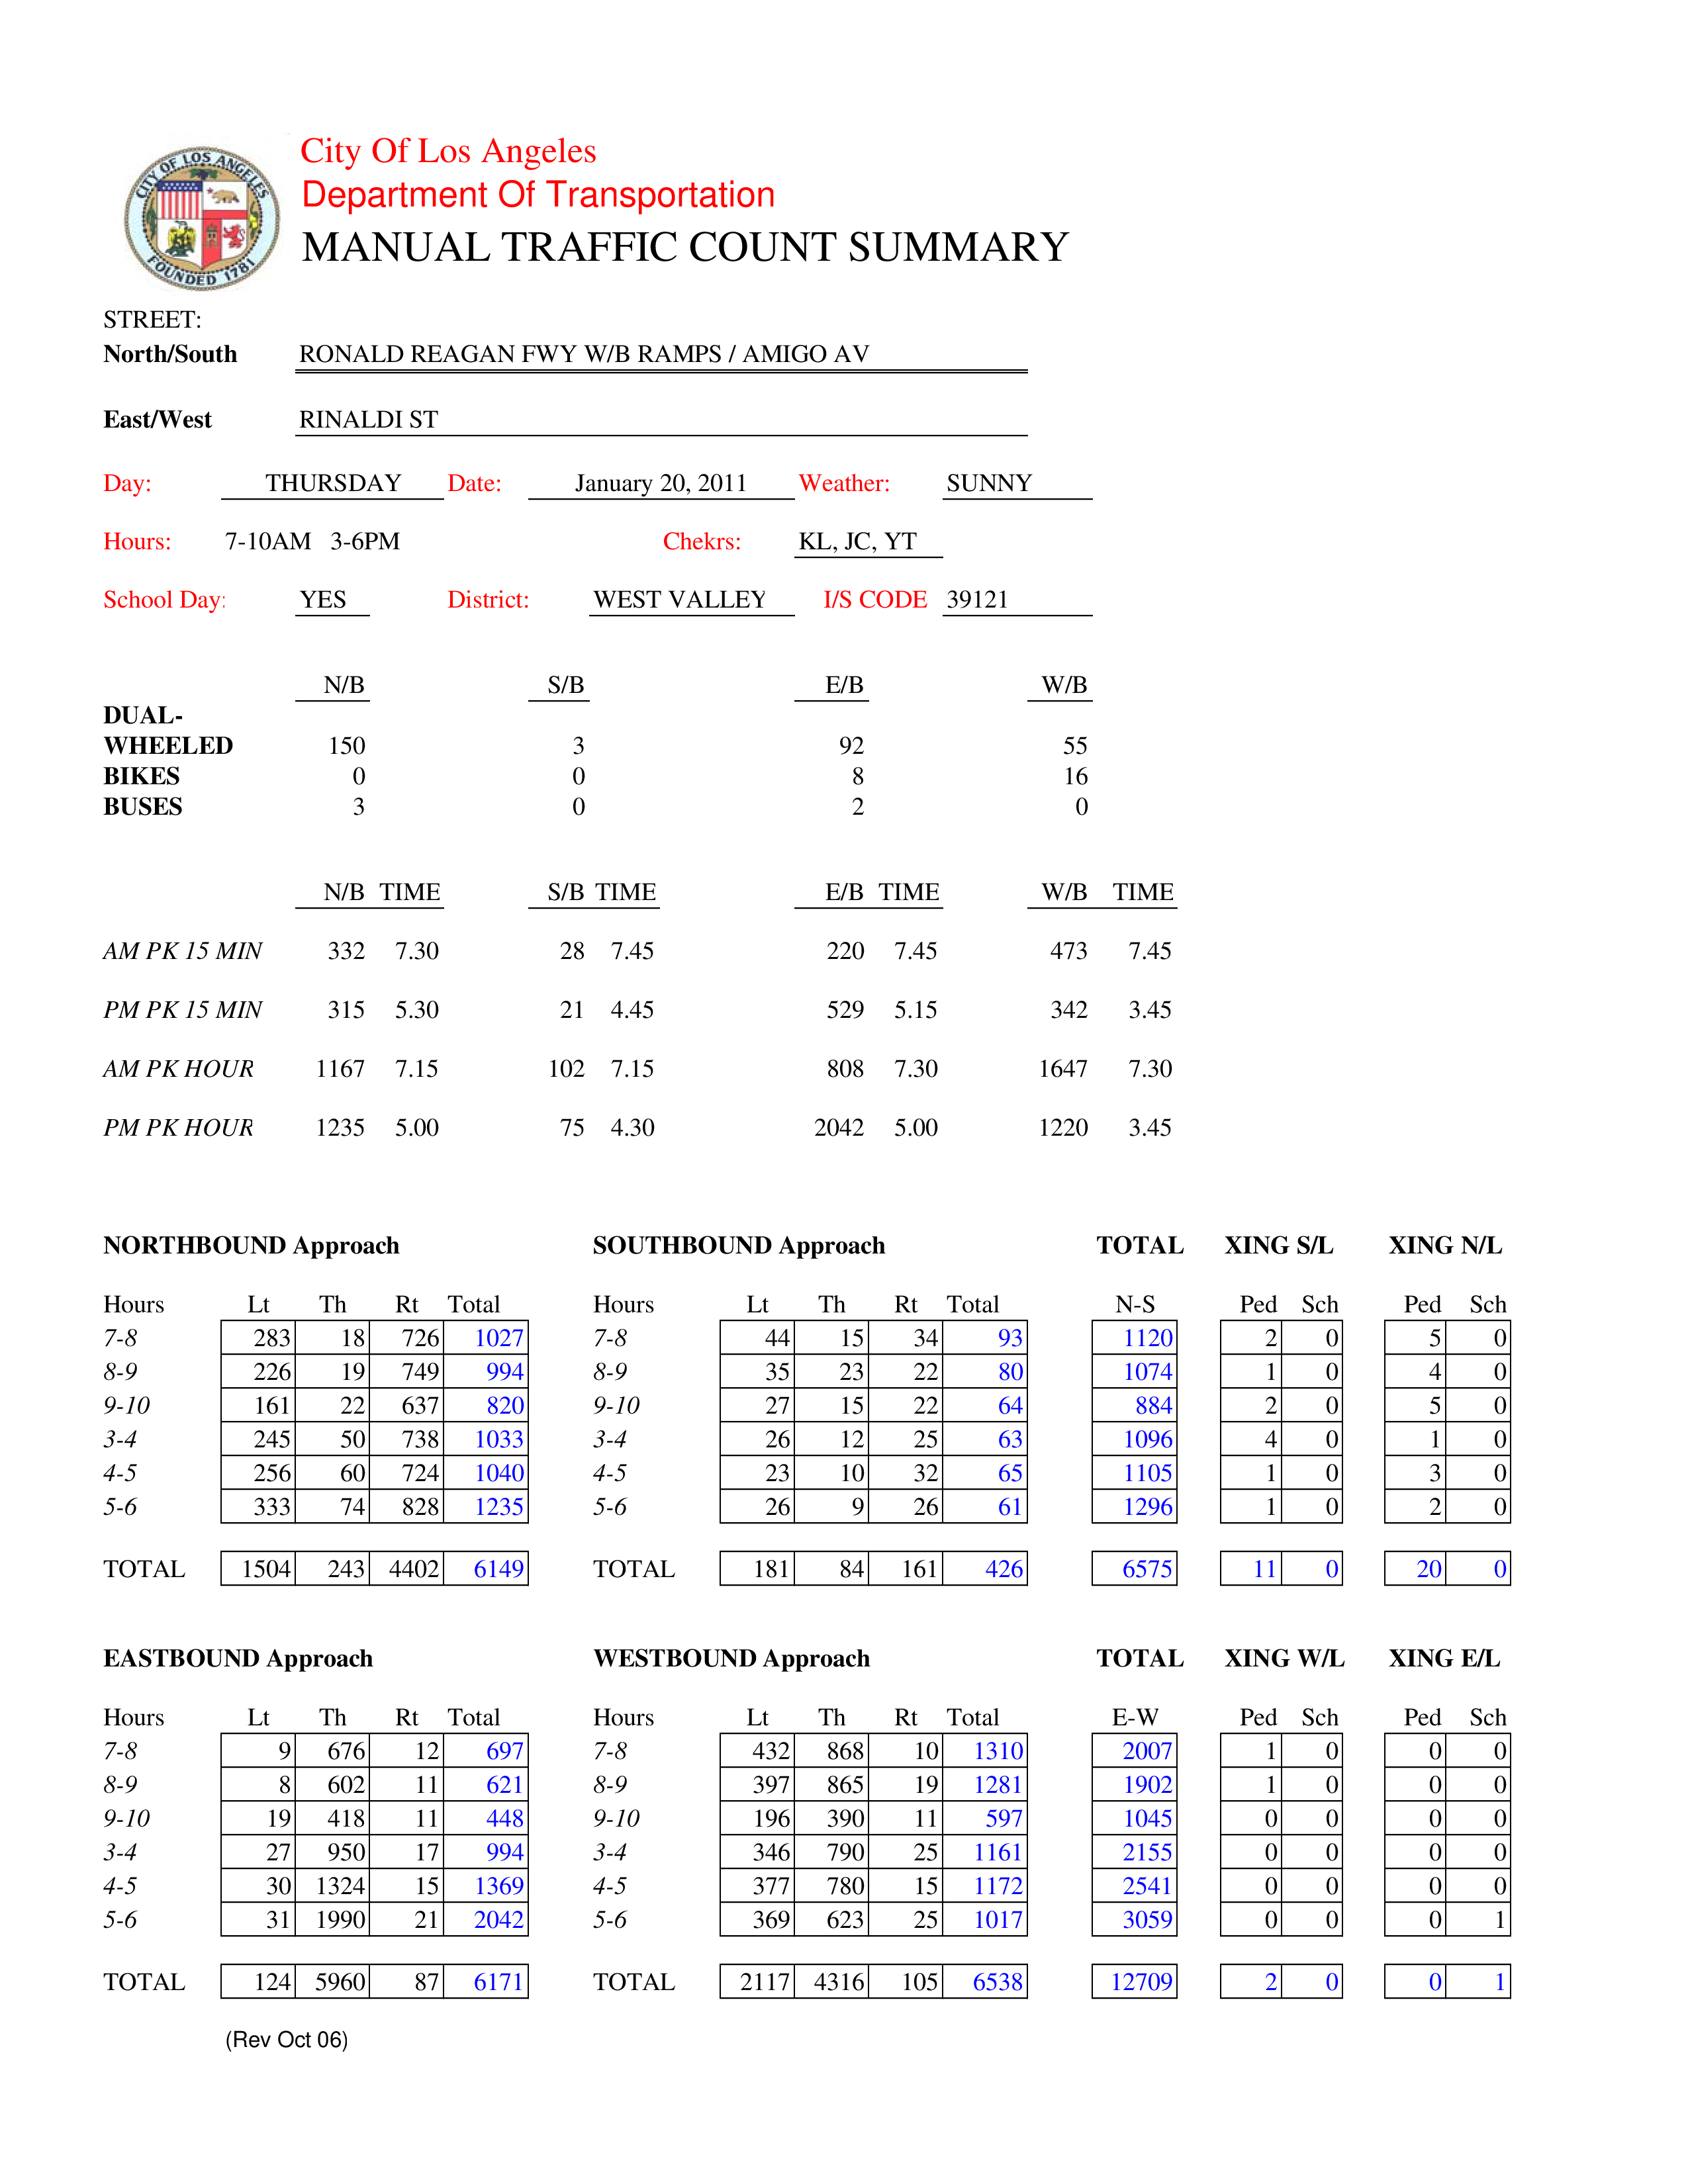 CITY OF LOS ANGELES
FOUNDED 1781
City Of Los Angeles
Department Of Transportation
MANUAL TRAFFIC COUNT SUMMARY
STREET:
North/South RONALD REAGAN FWY W/B RAMPS / AMIGO AV
East/West RINALDI ST
Day: THURSDAY Date: January 20, 2011 Weather: SUNNY
Hours: 7-10AM 3-6PM Chekrs: KL, JC, YT
School Day: YES District: WEST VALLEY I/S CODE 39121
N/B S/B E/B W/B
DUAL-
WHEELED 150 3 92 55
BIKES 0 0 8 16
BUSES 3 0 2 0
N/B TIME S/B TIME E/B TIME W/B TIME
AM PK 15 MIN 332 7.30 28 7.45 220 7.45 473 7.45
PM PK 15 MIN 315 5.30 21 4.45 529 5.15 342 3.45
AM PK HOUR 1167 7.15 102 7.15 808 7.30 1647 7.30
PM PK HOUR 1235 5.00 75 4.30 2042 5.00 1220 3.45
NORTHBOUND Approach SOUTHBOUND Approach TOTAL XING S/L XING N/L
Hours Lt Th Rt Total Hours Lt Th Rt Total N-S Ped Sch Ped Sch
7-8 283 18 726 1027 7-8 44 15 34 93 1120 2 0 5 0
8-9 226 19 749 994 8-9 35 23 22 80 1074 1 0 4 0
9-10 161 22 637 820 9-10 27 15 22 64 884 2 0 5 0
3-4 245 50 738 1033 3-4 26 12 25 63 1096 4 0 1 0
4-5 256 60 724 1040 4-5 23 10 32 65 1105 1 0 3 0
5-6 333 74 828 1235 5-6 26 9 26 61 1296 1 0 2 0
TOTAL 1504 243 4402 6149 TOTAL 181 84 161 426 6575 11 0 20 0
EASTBOUND Approach WESTBOUND Approach TOTAL XING W/L XING E/L
Hours Lt Th Rt Total Hours Lt Th Rt Total E-W Ped Sch Ped Sch
7-8 9 676 12 697 7-8 432 868 10 1310 2007 1 0 0 0
8-9 8 602 11 621 8-9 397 865 19 1281 1902 1 0 0 0
9-10 19 418 11 448 9-10 196 390 11 597 1045 0 0 0 0
3-4 27 950 17 994 3-4 346 790 25 1161 2155 0 0 0 0
4-5 30 1324 15 1369 4-5 377 780 15 1172 2541 0 0 0 0
5-6 31 1990 21 2042 5-6 369 623 25 1017 3059 0 0 0 1
TOTAL 124 5960 87 6171 TOTAL 2117 4316 105 6538 12709 2 0 0 1
(Rev Oct 06)